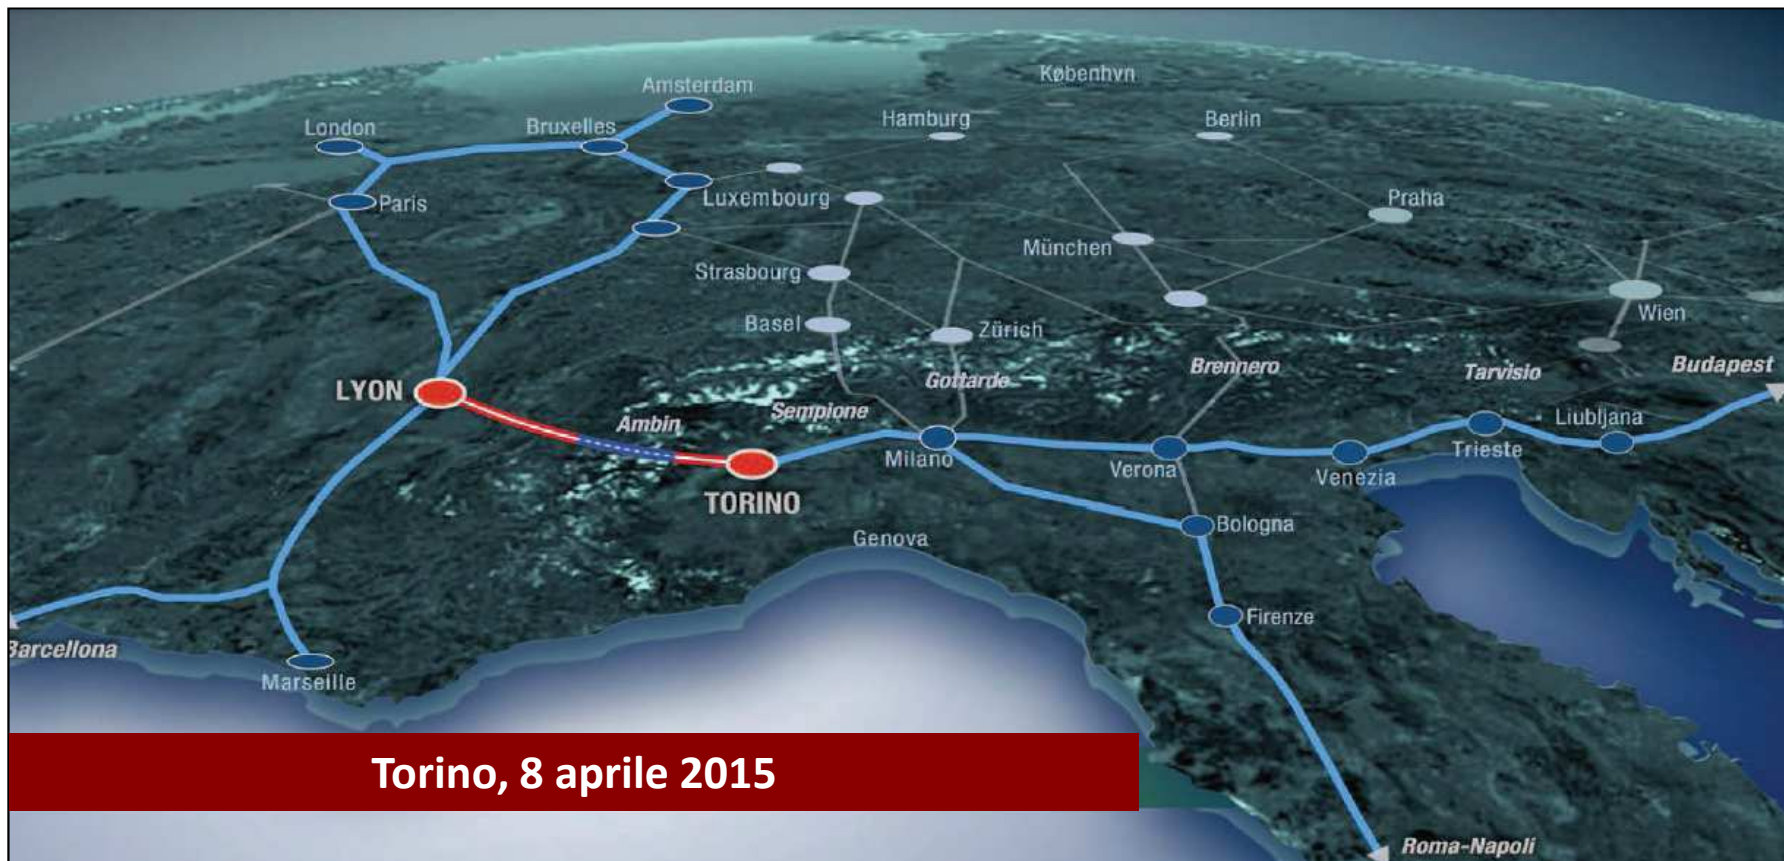 Københvn
Amsterdam
Hamburg
Berlin
London
Bruxelles
Paris
Luxembourg
Praha
München
Strasbourg
Wien
Basel
Zürich
LYON
Gottardo
Brennero
Tarvisio
Budapest
Ambin
Sempione
Liubljana
Milano
Verona
Venezia
Trieste
TORINO
Genova
Bologna
Firenze
Barcellona
Marseille
Torino, 8 aprile 2015
Roma-Napoli